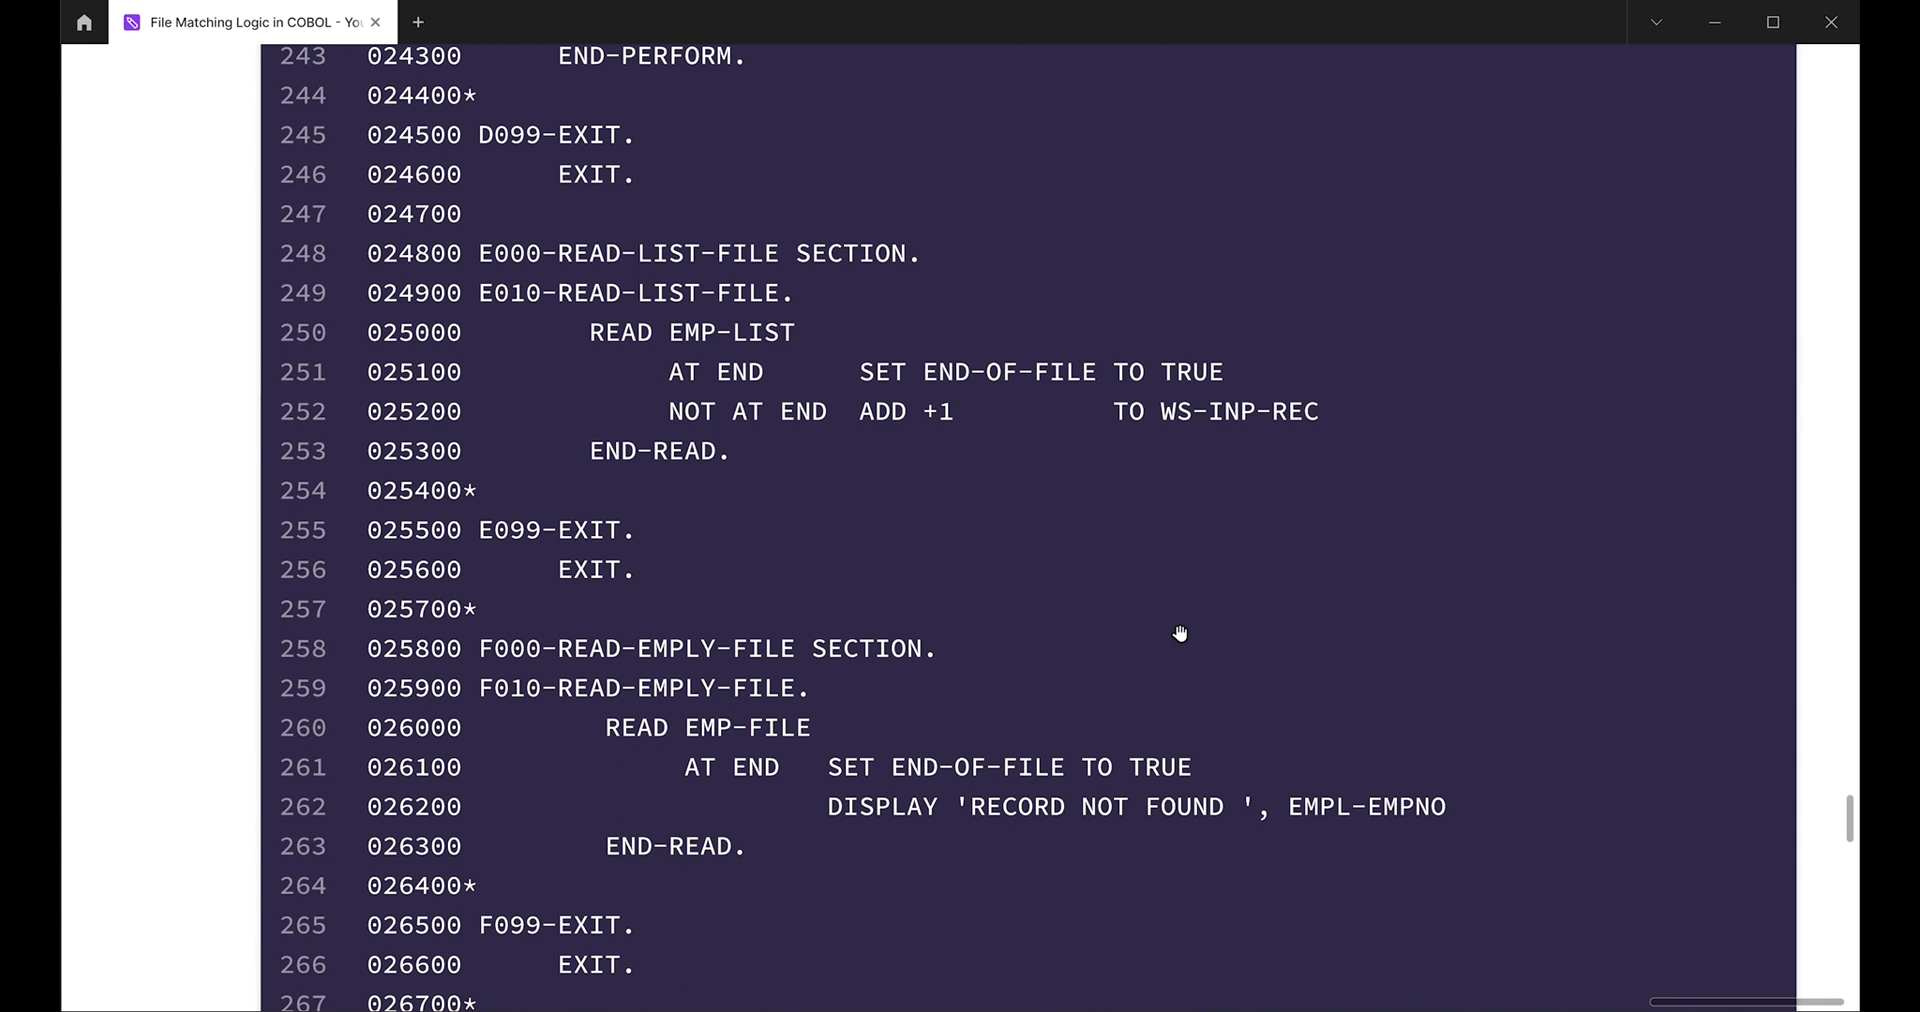 File Matching Logic in COBOL - You
243 024300      END-PERFORM.
244 024400*
245 024500 D099-EXIT.
246 024600      EXIT.
247 024700
248 024800 E000-READ-LIST-FILE SECTION.
249 024900 E010-READ-LIST-FILE.
250 025000        READ EMP-LIST
251 025100             AT END      SET END-OF-FILE TO TRUE
252 025200             NOT AT END  ADD +1          TO WS-INP-REC
253 025300        END-READ.
254 025400*
255 025500 E099-EXIT.
256 025600      EXIT.
257 025700*
258 025800 F000-READ-EMPLY-FILE SECTION.
259 025900 F010-READ-EMPLY-FILE.
260 026000         READ EMP-FILE
261 026100              AT END   SET END-OF-FILE TO TRUE
262 026200                       DISPLAY 'RECORD NOT FOUND ', EMPL-EMPNO
263 026300         END-READ.
264 026400*
265 026500 F099-EXIT.
266 026600      EXIT.
267 026700*